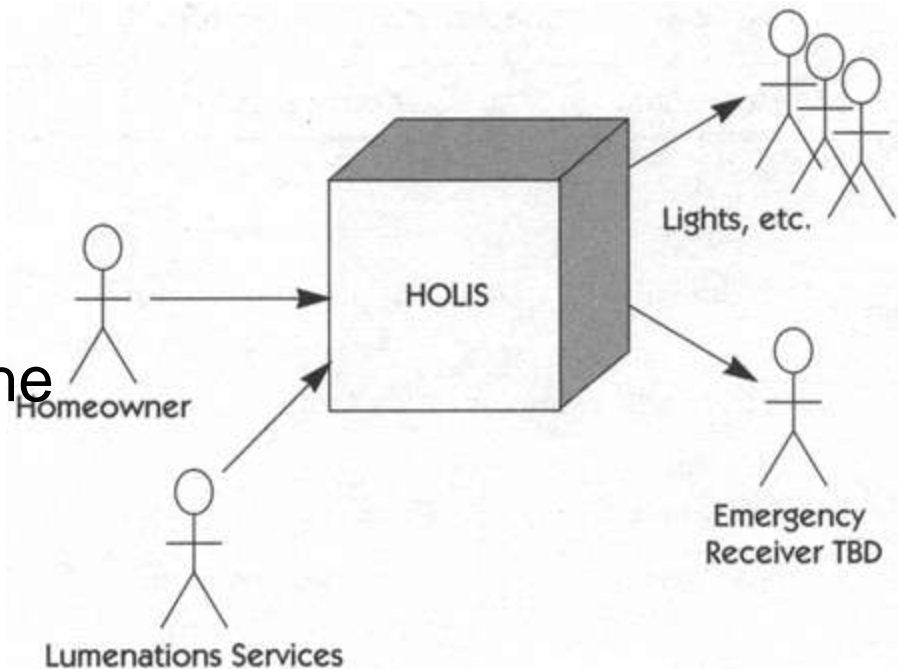 Lights, etc.
HOLIS
Homeowner
Emergency
Receiver TBD
Lumenations Services